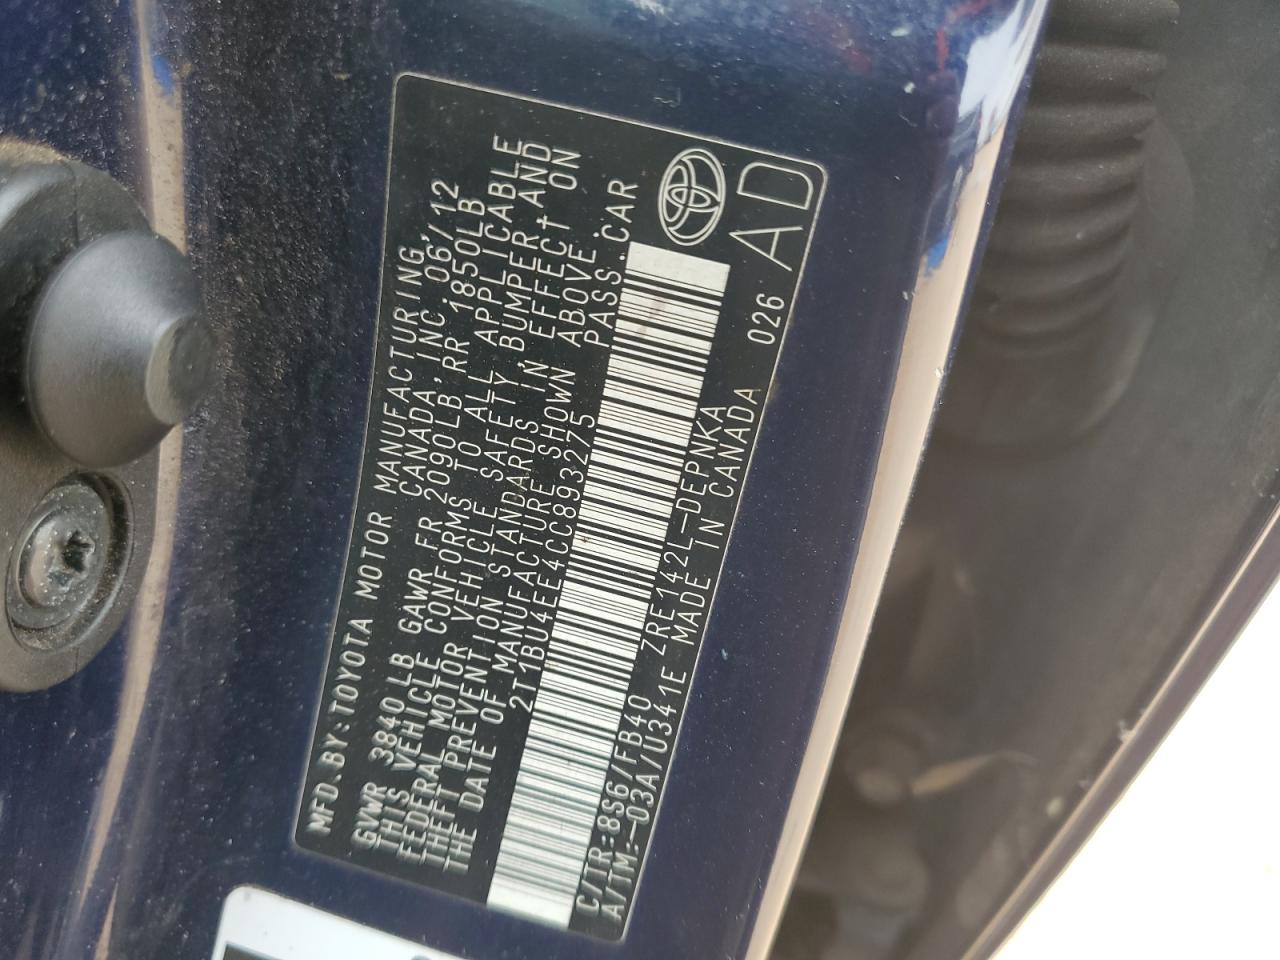 MFD.BY:TOYOTA MOTOR MANUFACTURING,
CANADA,INC.06/12
GVWR 3840LB GAWR FR 2090LB,RR 1850LB
THIS VEHICLE CONFORMS TO ALL APPLICABLE
FEDERAL MOTOR VEHICLE SAFETY BUMPER AND
THEFT PREVENTION STANDARDS IN EFFECT ON
THE DATE OF MANUFACTURE SHOWN ABOVE.
2T1BU4EE4CC893275 PASS.CAR
C/TR:8S6/FB40 ZRE142L-DEPNKA
A/TM:-03A/U341E MADE IN CANADA
026 AD